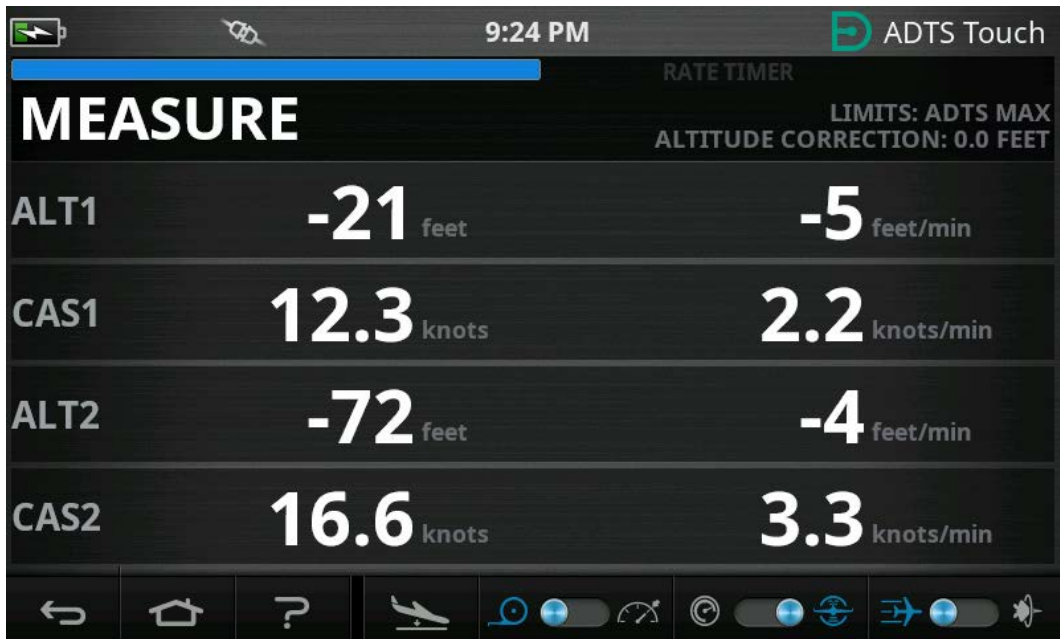 9:24 PM
ADTS Touch
RATE TIMER
MEASURE
LIMITS: ADTS MAX
ALTITUDE CORRECTION: 0.0 FEET
ALT1 -21 feet -5 feet/min
CAS1 12.3 knots 2.2 knots/min
ALT2 -72 feet -4 feet/min
CAS2 16.6 knots 3.3 knots/min
?